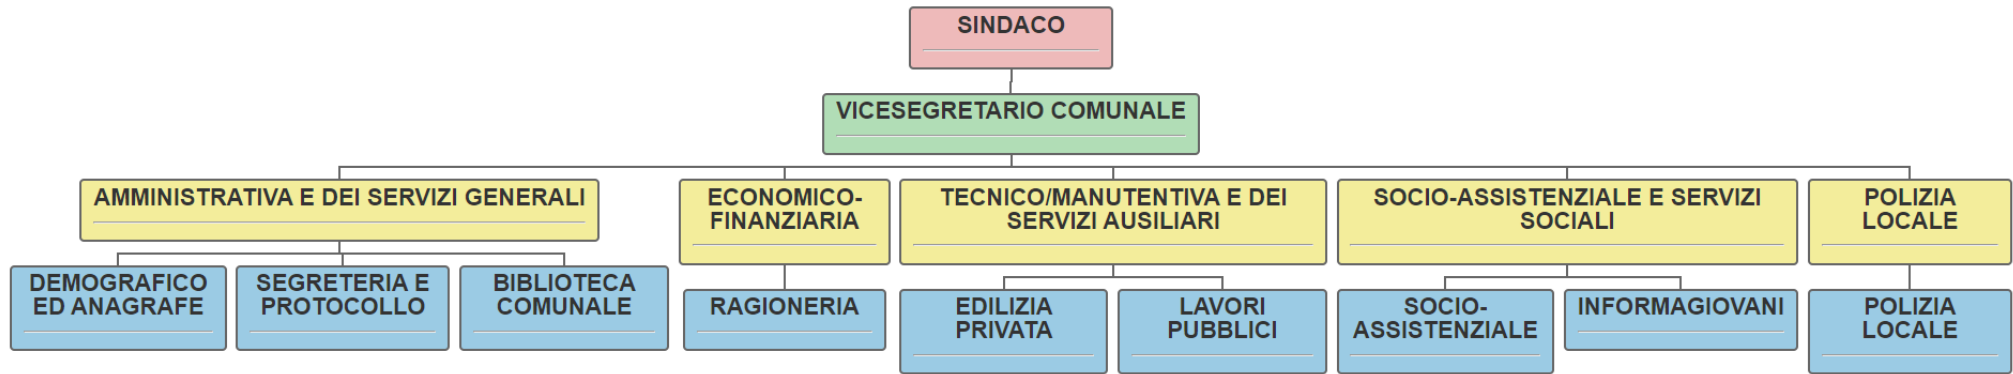 SINDACO
VICESEGRETARIO COMUNALE
AMMINISTRATIVA E DEI SERVIZI GENERALI
ECONOMICO-
FINANZIARIA
TECNICO/MANUTENTIVA E DEI
SERVIZI AUSILIARI
SOCIO-ASSISTENZIALE E SERVIZI
SOCIALI
POLIZIA
LOCALE
DEMOGRAFICO
ED ANAGRAFE
SEGRETERIA E
PROTOCOLLO
BIBLIOTECA
COMUNALE
RAGIONERIA
EDILIZIA
PRIVATA
LAVORI
PUBBLICI
SOCIO-
ASSISTENZIALE
INFORMAGIOVANI
POLIZIA
LOCALE